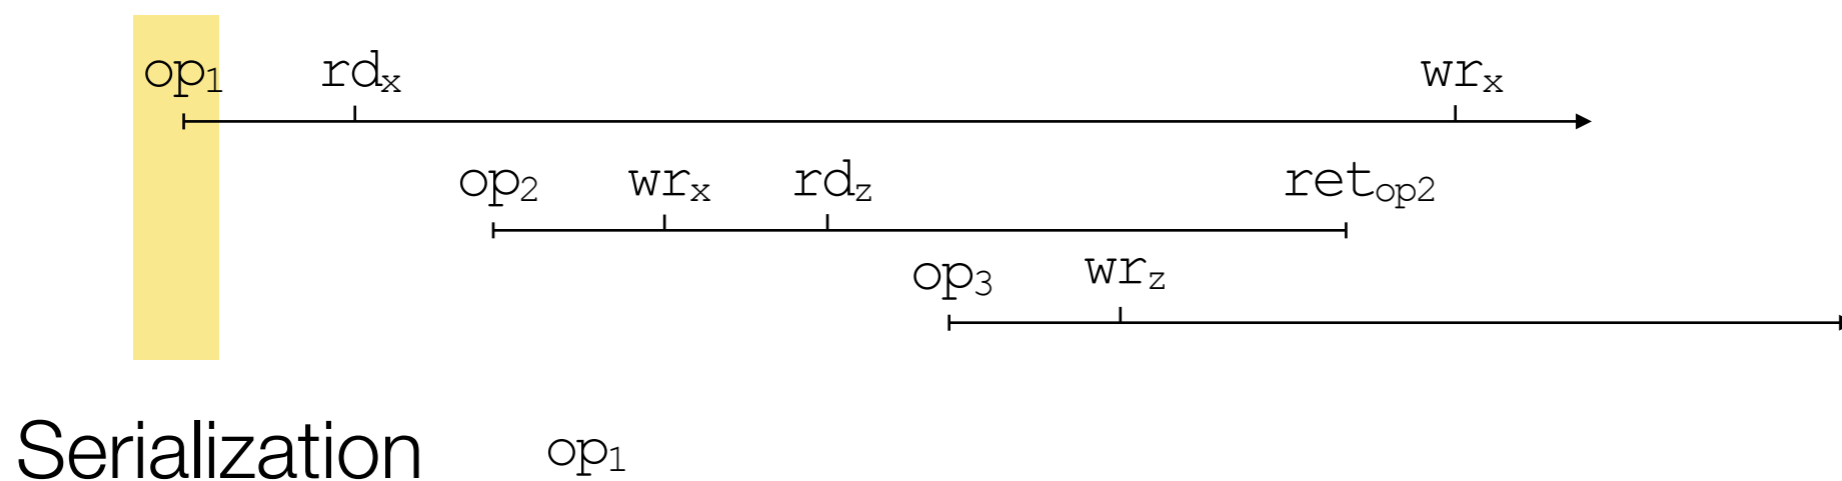 op₁ rdₓ wrₓ
op₂ wrₓ rd_z ret_op2
op₃ wr_z
Serialization op₁